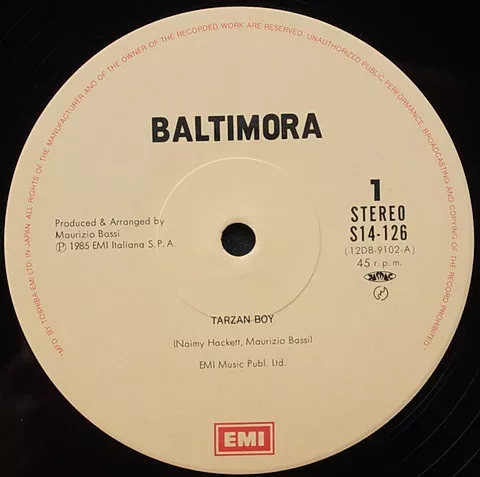 MFD. BY TOSHIBA-EMI LTD. IN JAPAN. ALL RIGHTS OF THE MANUFACTURER AND OF THE OWNER OF THE RECORDED WORK ARE RESERVED. UNAUTHORIZED PUBLIC PERFORMANCE, BROADCASTING AND COPYING OF THE RECORD PROHIBITED.
BALTIMORA
1
STEREO
S14-126
(12DB-9102-A)
45 r.p.m.
Produced & Arranged by
Maurizio Bassi
Ⓟ 1985 EMI Italiana S.P.A.
TARZAN BOY
(Naimy Hackett, Maurizio Bassi)
EMI Music Publ. Ltd.
EMI